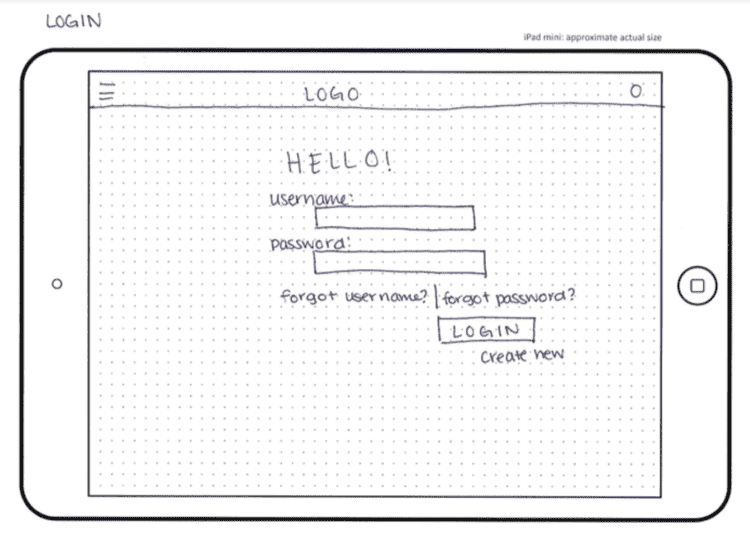 LOGIN
iPad mini: approximate actual size
LOGO
HELLO!
username:
password:
forgot username? | forgot password?
LOGIN
create new